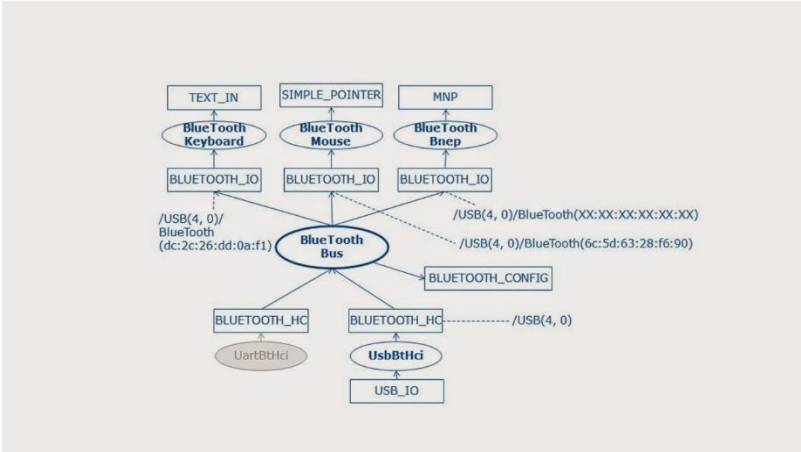 TEXT_IN
SIMPLE_POINTER
MNP
BlueTooth
Keyboard
BlueTooth
Mouse
BlueTooth
Bnep
BLUETOOTH_IO
BLUETOOTH_IO
BLUETOOTH_IO
/USB(4, 0)/
BlueTooth
(dc:2c:26:dd:0a:f1)
/USB(4, 0)/BlueTooth(XX:XX:XX:XX:XX:XX)
BlueTooth
Bus
/USB(4, 0)/BlueTooth(6c:5d:63:28:f6:90)
BLUETOOTH_CONFIG
BLUETOOTH_HC
BLUETOOTH_HC
/USB(4, 0)
UartBtHci
UsbBtHci
USB_IO